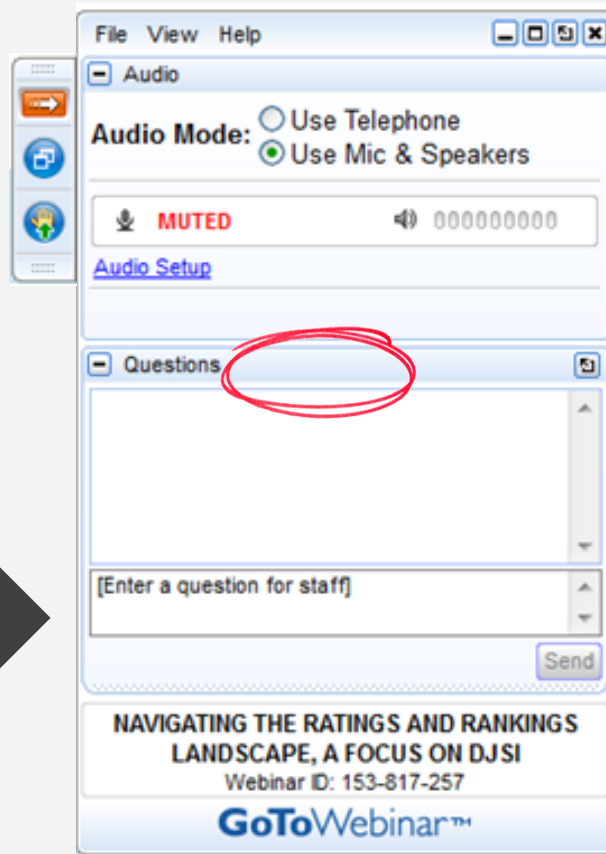 File View Help
Audio
Audio Mode: Use Telephone
Use Mic & Speakers
MUTED 000000000
Audio Setup
Questions
[Enter a question for staff]
Send
NAVIGATING THE RATINGS AND RANKINGS
LANDSCAPE, A FOCUS ON DJSI
Webinar ID: 153-817-257
GoToWebinar™